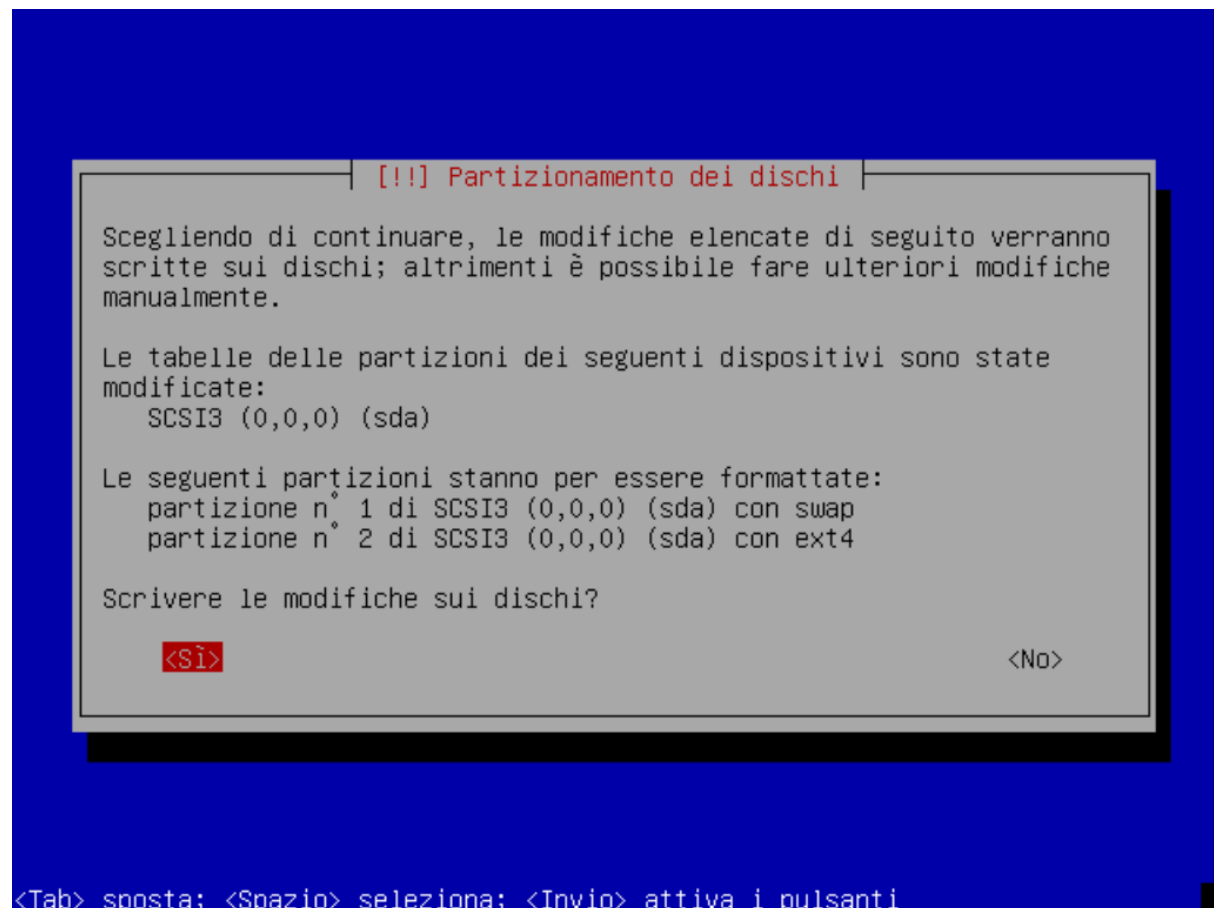 [!!] Partizionamento dei dischi
Scegliendo di continuare, le modifiche elencate di seguito verranno
scritte sui dischi; altrimenti è possibile fare ulteriori modifiche
manualmente.
Le tabelle delle partizioni dei seguenti dispositivi sono state
modificate:
SCSI3 (0,0,0) (sda)
Le seguenti partizioni stanno per essere formattate:
partizione n° 1 di SCSI3 (0,0,0) (sda) con swap
partizione n° 2 di SCSI3 (0,0,0) (sda) con ext4
Scrivere le modifiche sui dischi?
<Sì> <No>
<Tab> sposta; <Spazio> seleziona; <Invio> attiva i pulsanti